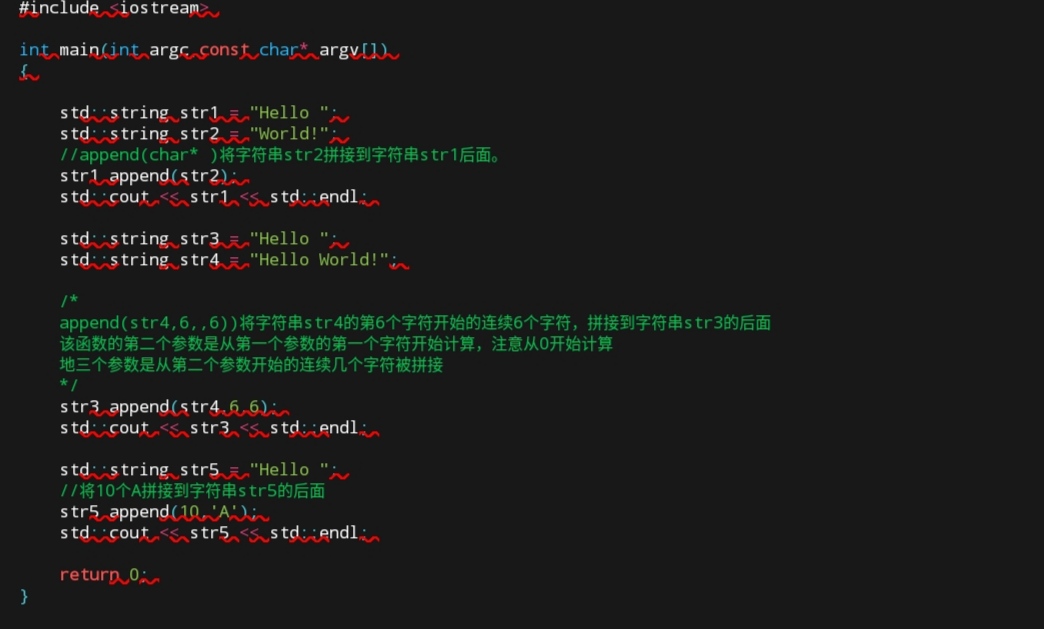 #include <iostream>
int main(int argc,const char* argv[])
{
std::string str1 = "Hello ";
std::string str2 = "World!";
//append(char* )将字符串str2拼接到字符串str1后面。
str1.append(str2);
std::cout << str1 << std::endl;
std::string str3 = "Hello ";
std::string str4 = "Hello World!";
/*
append(str4,6,,6))将字符串str4的第6个字符开始的连续6个字符，拼接到字符串str3的后面
该函数的第二个参数是从第一个参数的第一个字符开始计算，注意从0开始计算
地三个参数是从第二个参数开始的连续几个字符被拼接
*/
str3.append(str4,6,6);
std::cout << str3 << std::endl;
std::string str5 = "Hello ";
//将10个A拼接到字符串str5的后面
str5.append(10,'A');
std::cout << str5 << std::endl;
return 0;
}